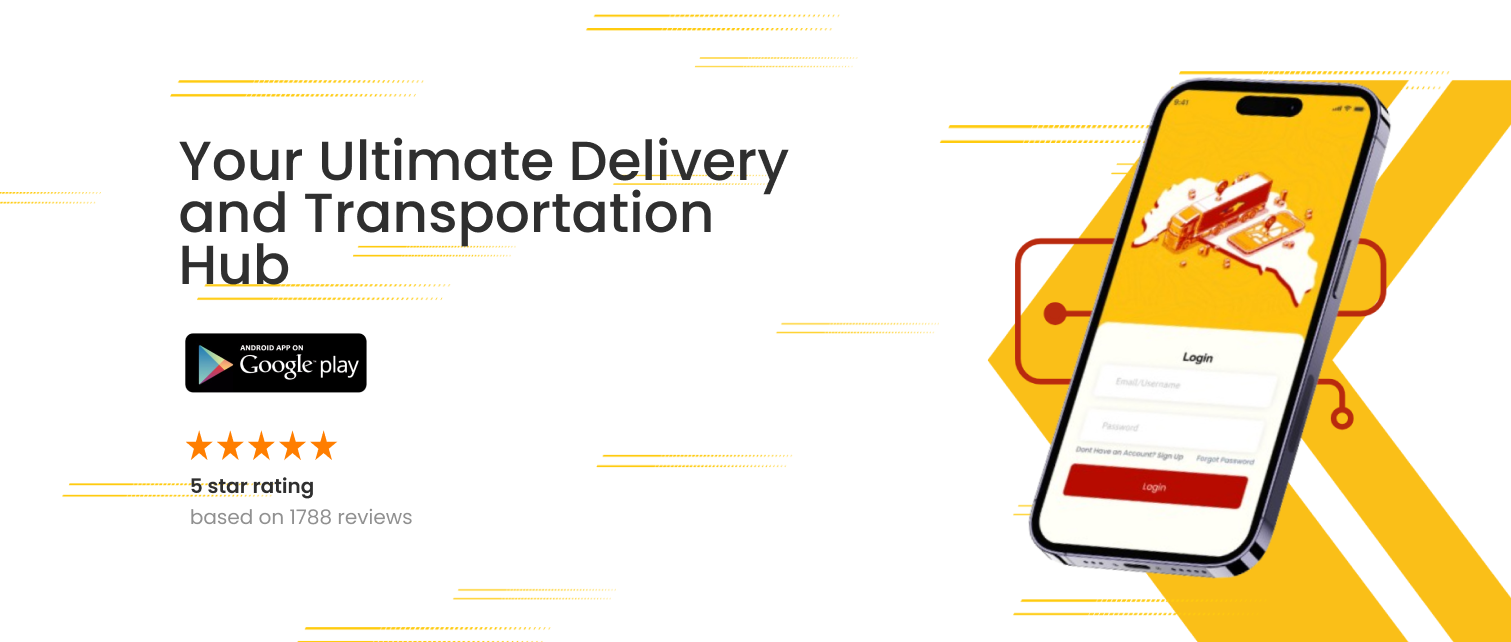 Your Ultimate Delivery
and Transportation
Hub
ANDROID APP ON
Google play
5 star rating
based on 1788 reviews
9:41
Login
Email/Username
Password
Dont Have an Account? Sign Up Forgot Password
Login